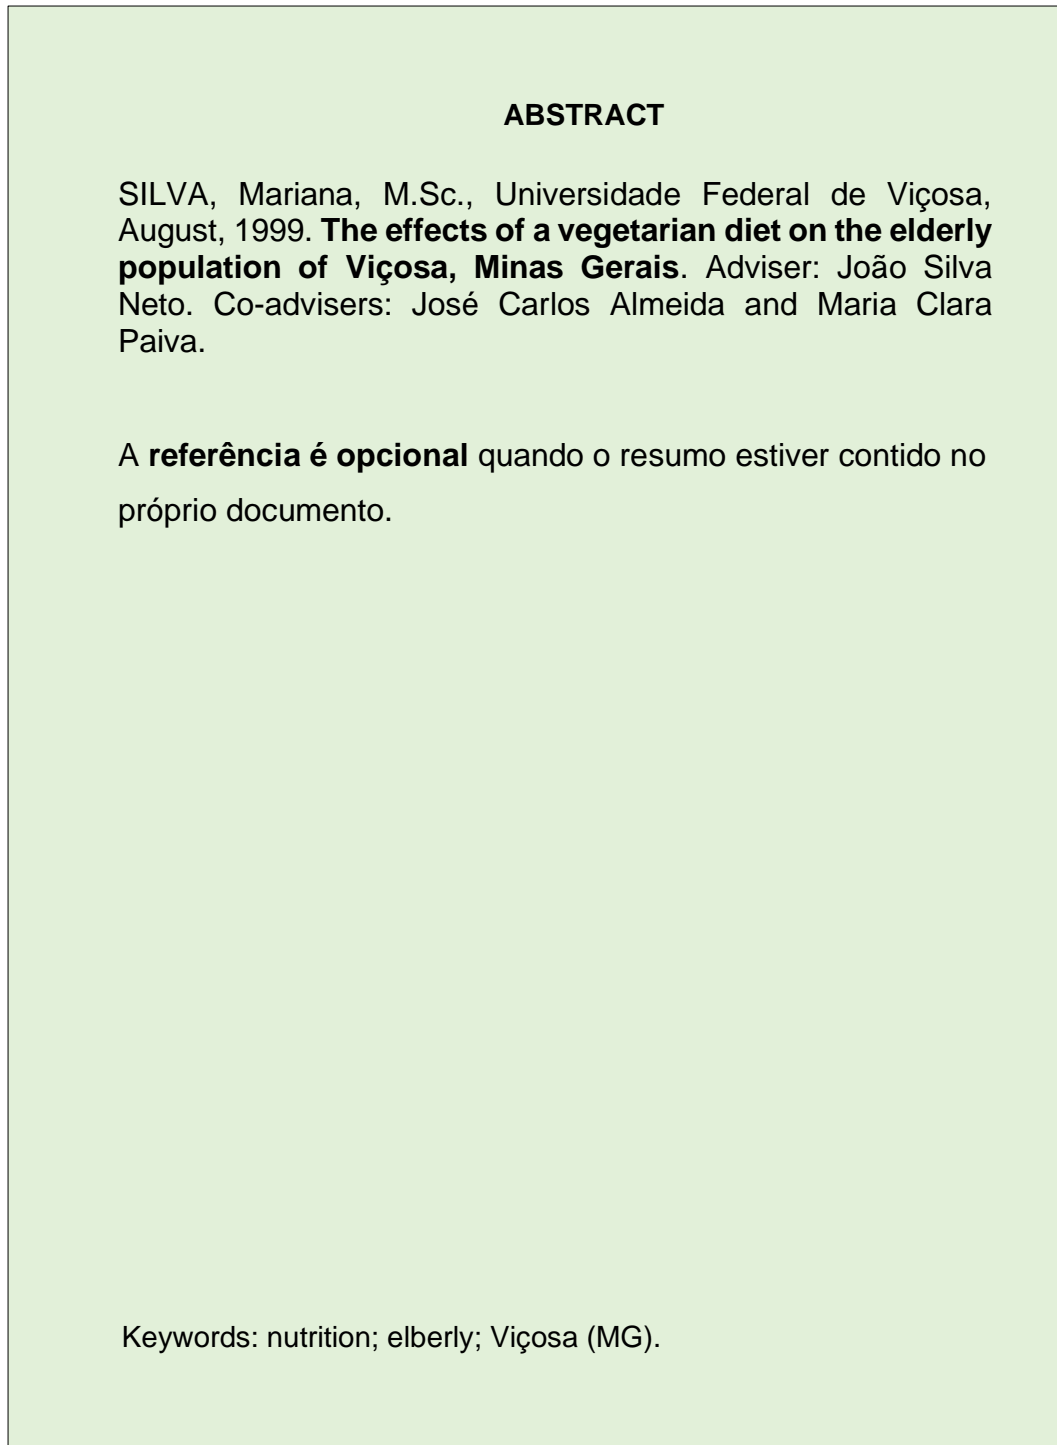 ABSTRACT
SILVA, Mariana, M.Sc., Universidade Federal de Viçosa,
August, 1999. The effects of a vegetarian diet on the elderly
population of Viçosa, Minas Gerais. Adviser: João Silva
Neto. Co-advisers: José Carlos Almeida and Maria Clara
Paiva.
A referência é opcional quando o resumo estiver contido no
próprio documento.
Keywords: nutrition; elberly; Viçosa (MG).